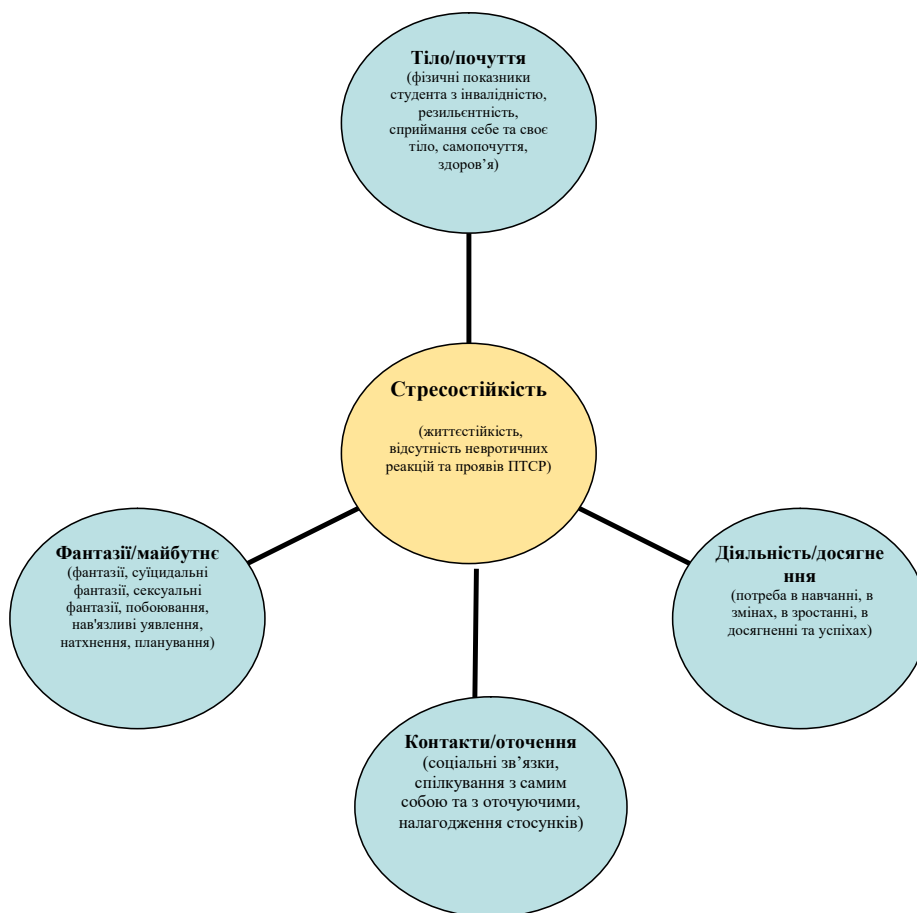 Тіло/почуття
(фізичні показники
студента з інвалідністю,
резильєнтність,
сприймання себе та своє
тіло, самопочуття,
здоров’я)
Стресостійкість
(життєстійкість,
відсутність невротичних
реакцій та проявів ПТСР)
Фантазії/майбутнє
(фантазії, суїцидальні
фантазії, сексуальні
фантазії, побоювання,
нав'язливі уявлення,
натхнення, планування)
Діяльність/досягне
ння
(потреба в навчанні, в
змінах, в зростанні, в
досягненні та успіхах)
Контакти/оточення
(соціальні зв’язки,
спілкування з самим
собою та з оточуючими,
налагодження стосунків)